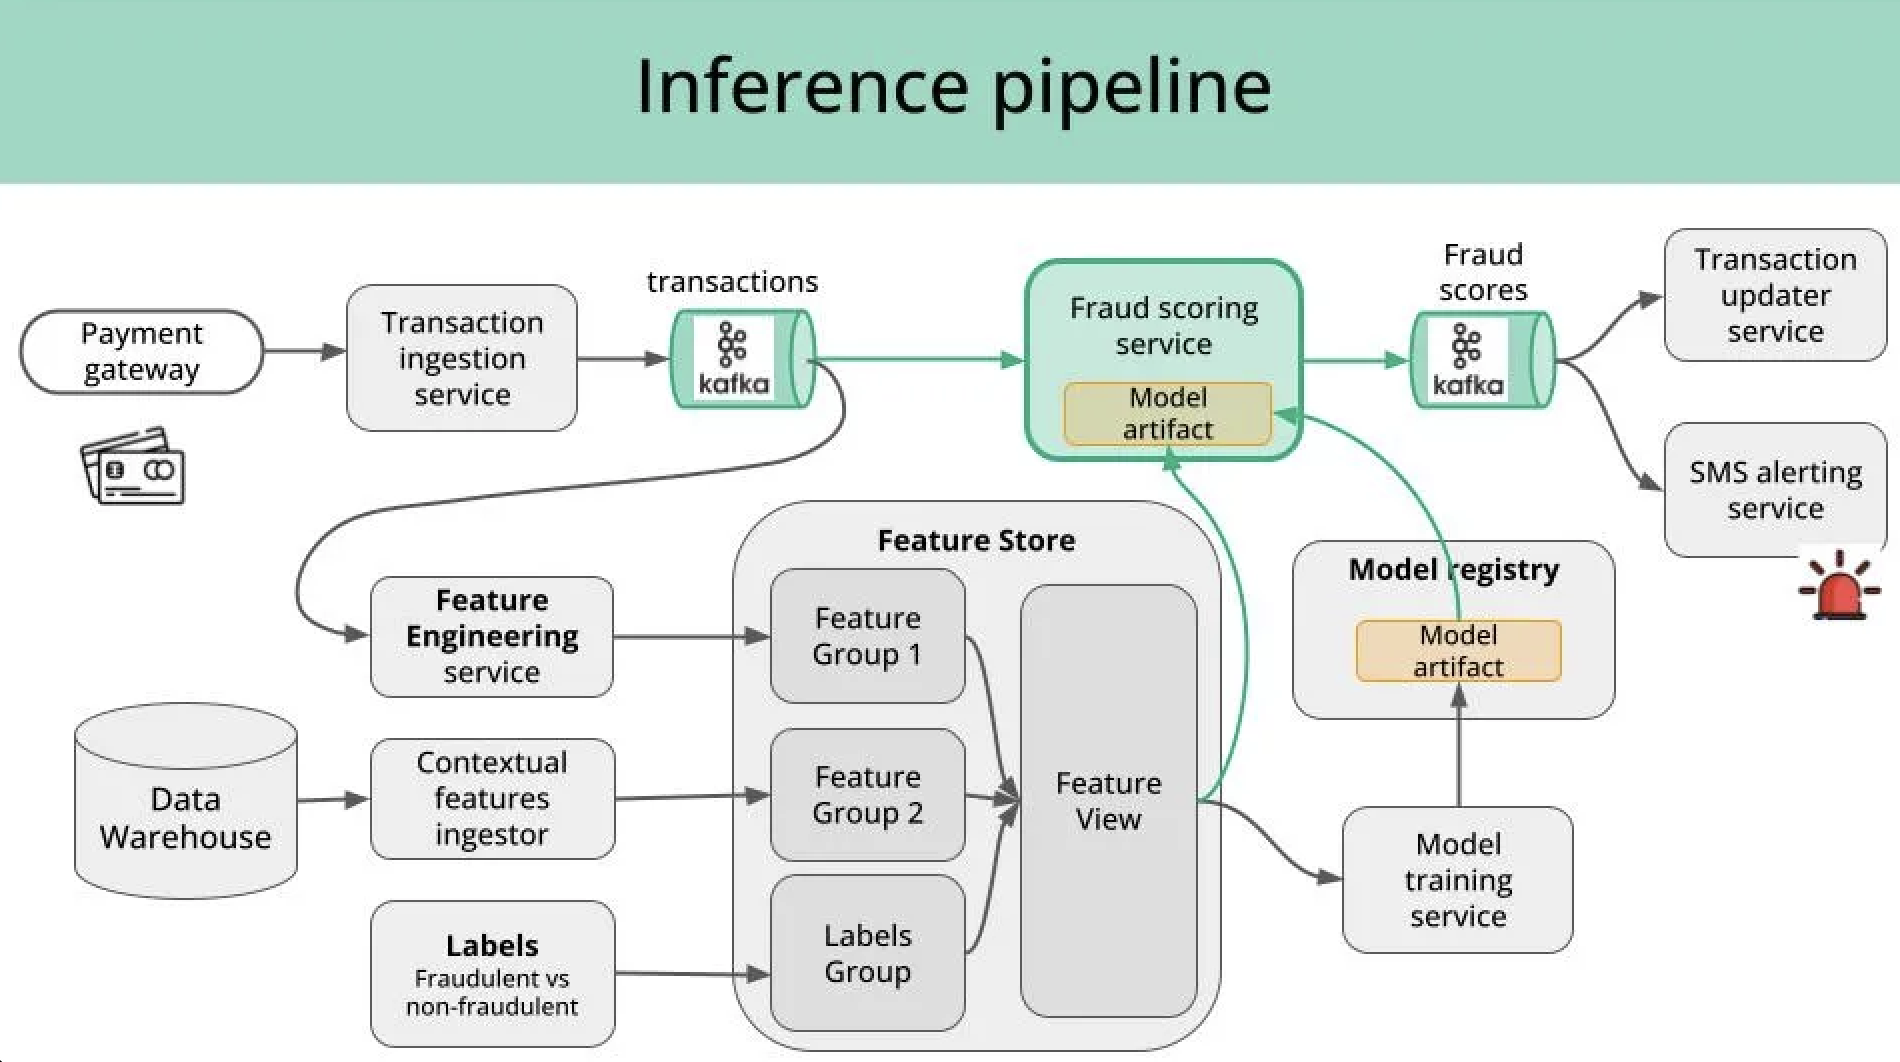 Inference pipeline
Payment
gateway
Transaction
ingestion
service
transactions
kafka
Fraud scoring
service
Model
artifact
Fraud
scores
kafka
Transaction
updater
service
SMS alerting
service
Feature
Engineering
service
Data
Warehouse
Contextual
features
ingestor
Labels
Fraudulent vs
non-fraudulent
Feature Store
Feature
Group 1
Feature
Group 2
Labels
Group
Feature
View
Model registry
Model
artifact
Model
training
service